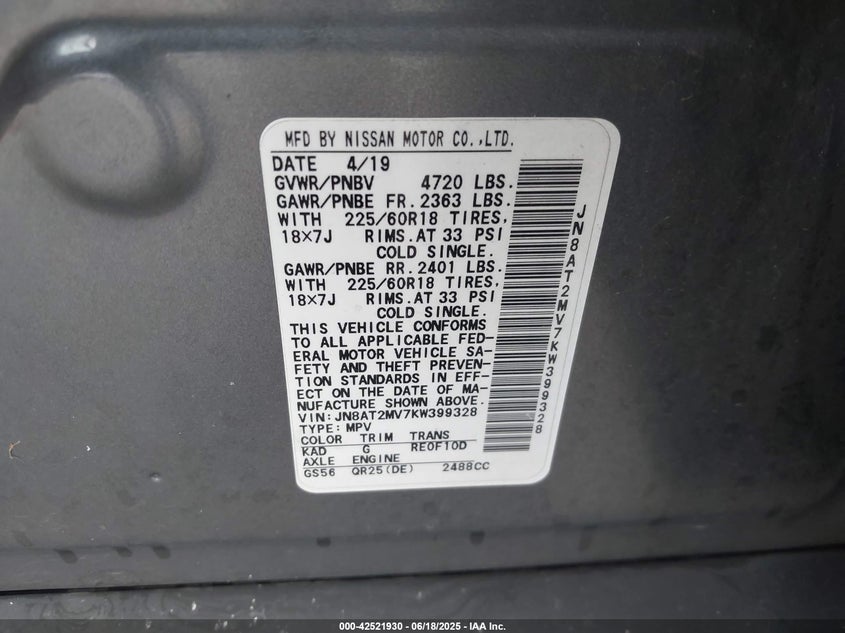 MFD BY NISSAN MOTOR CO.,LTD.
DATE 4/19
GVWR/PNBV 4720 LBS.
GAWR/PNBE FR. 2363 LBS.
WITH 225/60R18 TIRES,
18×7J RIMS. AT 33 PSI
COLD SINGLE.
GAWR/PNBE RR. 2401 LBS.
WITH 225/60R18 TIRES,
18×7J RIMS. AT 33 PSI
COLD SINGLE.
THIS VEHICLE CONFORMS
TO ALL APPLICABLE FED-
ERAL MOTOR VEHICLE SA-
FETY AND THEFT PREVEN-
TION STANDARDS IN EFF-
ECT ON THE DATE OF MA-
NUFACTURE SHOWN ABOVE.
VIN:JN8AT2MV7KW399328
TYPE:MPV
COLOR TRIM TRANS
KAD G RE0F10D
AXLE ENGINE
GS56 QR25(DE) 2488CC
JN8AT2MV7KW399328
000-42521930 - 06/18/2025 - IAA Inc.